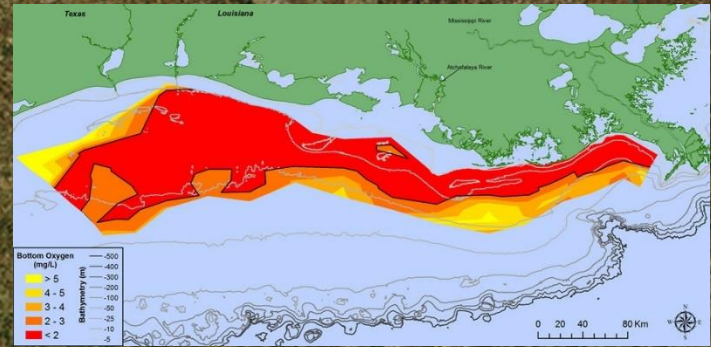 Texas
Louisiana
Mississippi River
Atchafalaya River
Bottom Oxygen
(mg/L)
> 5
4 - 5
3 - 4
2 - 3
< 2
Bathymetry (m)
-500
-400
-300
-200
-100
-50
-25
-10
-5
N
W
E
S
0 20 40 80 Km